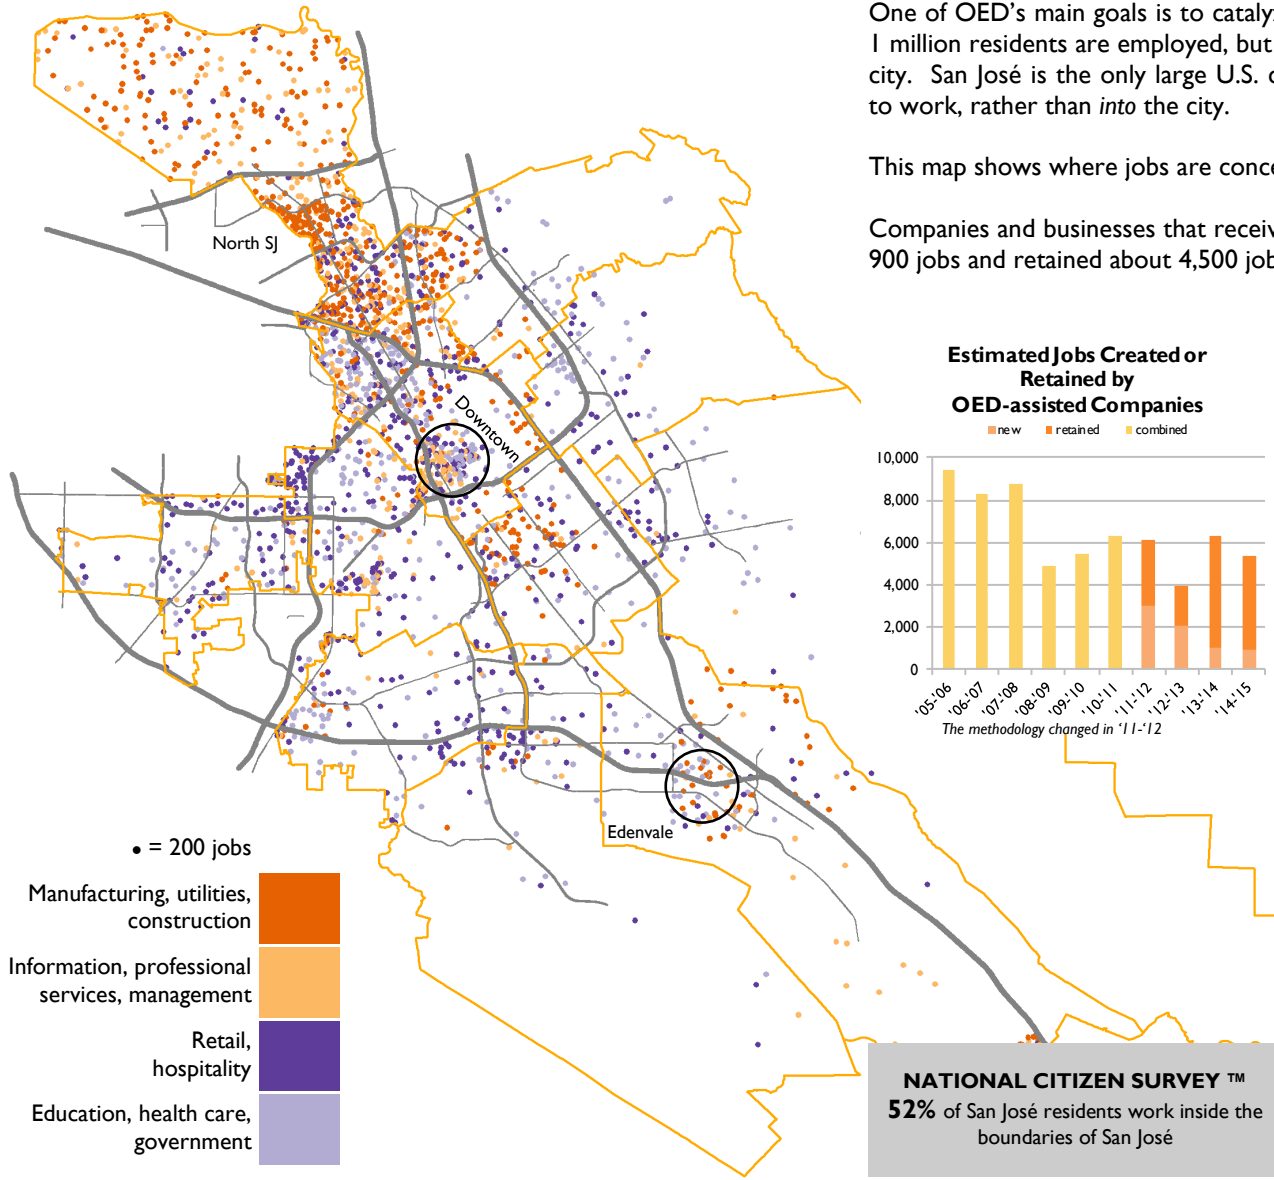 One of OED's main goals is to
1 million residents are employed, but
city. San José is the only large U.S.
to work, rather than into the city.
This map shows where jobs are
Companies and businesses that
900 jobs and retained about 4,500
North SJ
Downtown
Edenvale
Estimated Jobs Created or
Retained by
OED-assisted Companies
new retained combined
10,000
8,000
6,000
4,000
2,000
0
'05-'06 '06-'07 '07-'08 '08-'09 '09-'10 '10-'11 '11-'12 '12-'13 '13-'14 '14-'15
The methodology changed in '11-'12
• = 200 jobs
Manufacturing, utilities,
construction
Information, professional
services, management
Retail,
hospitality
Education, health care,
government
NATIONAL CITIZEN SURVEY ™
52% of San José residents work inside the
boundaries of San José